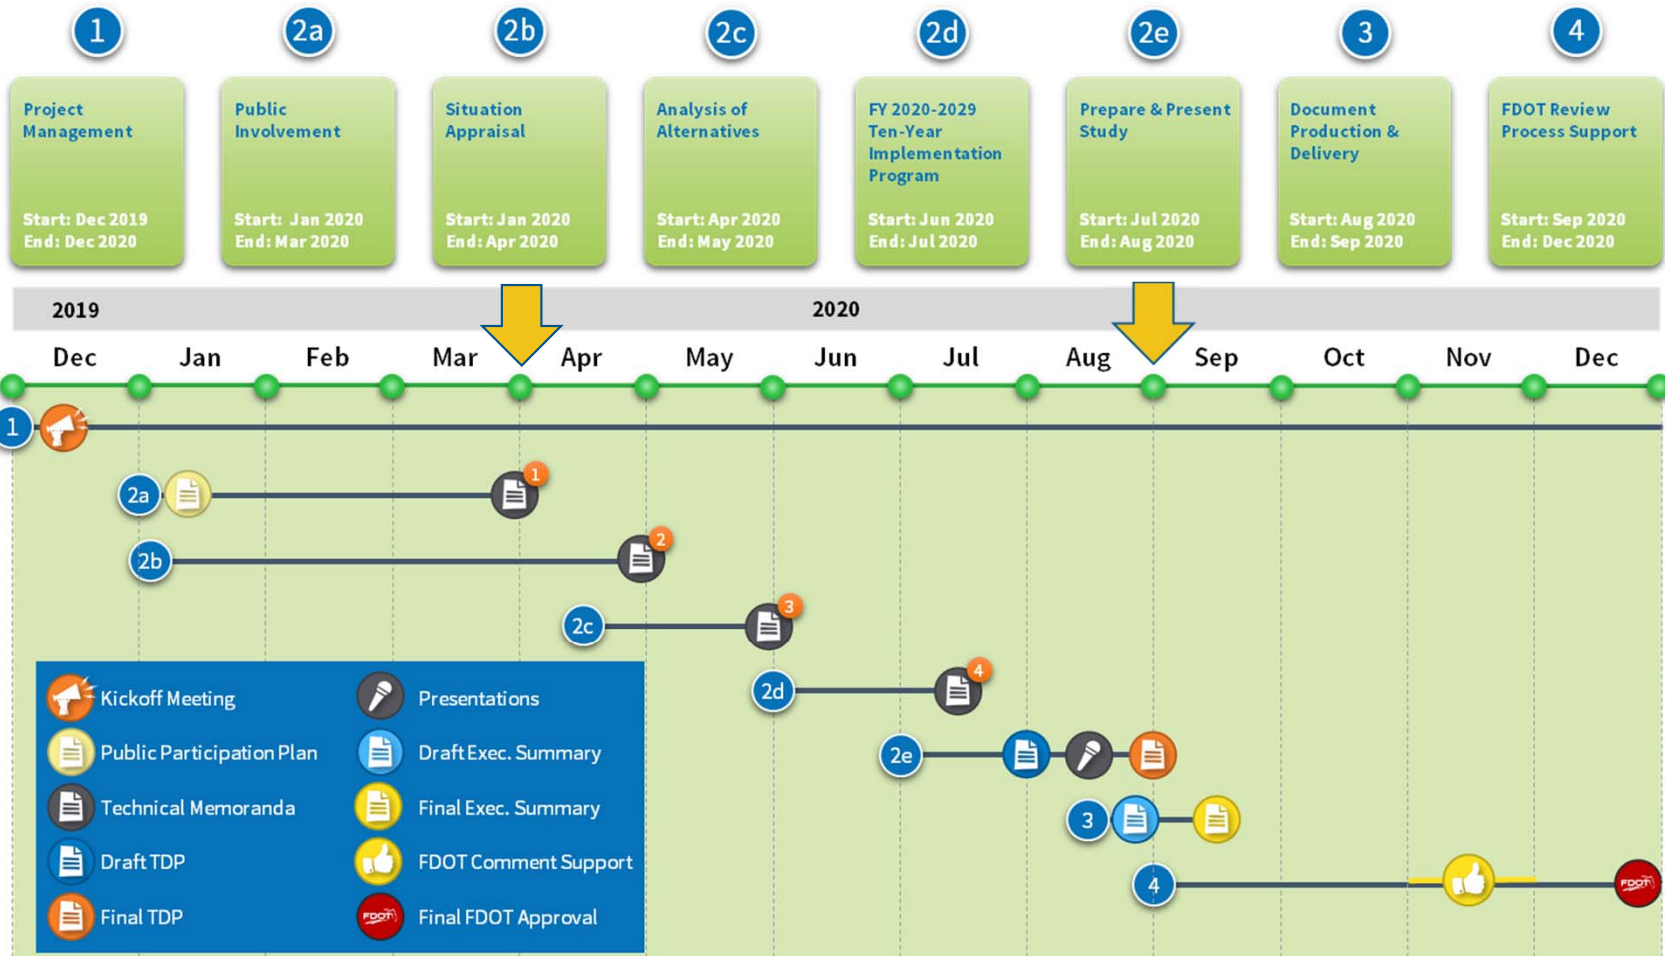 1
2a
2b
2c
2d
2e
3
4
Project
Management
Start: Dec 2019
End: Dec 2020
Public
Involvement
Start: Jan 2020
End: Mar 2020
Situation
Appraisal
Start: Jan 2020
End: Apr 2020
Analysis of
Alternatives
Start: Apr 2020
End: May 2020
FY 2020-2029
Ten-Year
Implementation
Program
Start: Jun 2020
End: Jul 2020
Prepare & Present
Study
Start: Jul 2020
End: Aug 2020
Document
Production &
Delivery
Start: Aug 2020
End: Sep 2020
FDOT Review
Process Support
Start: Sep 2020
End: Dec 2020
2019
2020
Dec
Jan
Feb
Mar
Apr
May
Jun
Jul
Aug
Sep
Oct
Nov
Dec
1
2a
1
2b
2
2c
3
2d
4
2e
3
4
FDOT
Kickoff Meeting
Public Participation Plan
Technical Memoranda
Draft TDP
Final TDP
Presentations
Draft Exec. Summary
Final Exec. Summary
FDOT Comment Support
FDOT
Final FDOT Approval